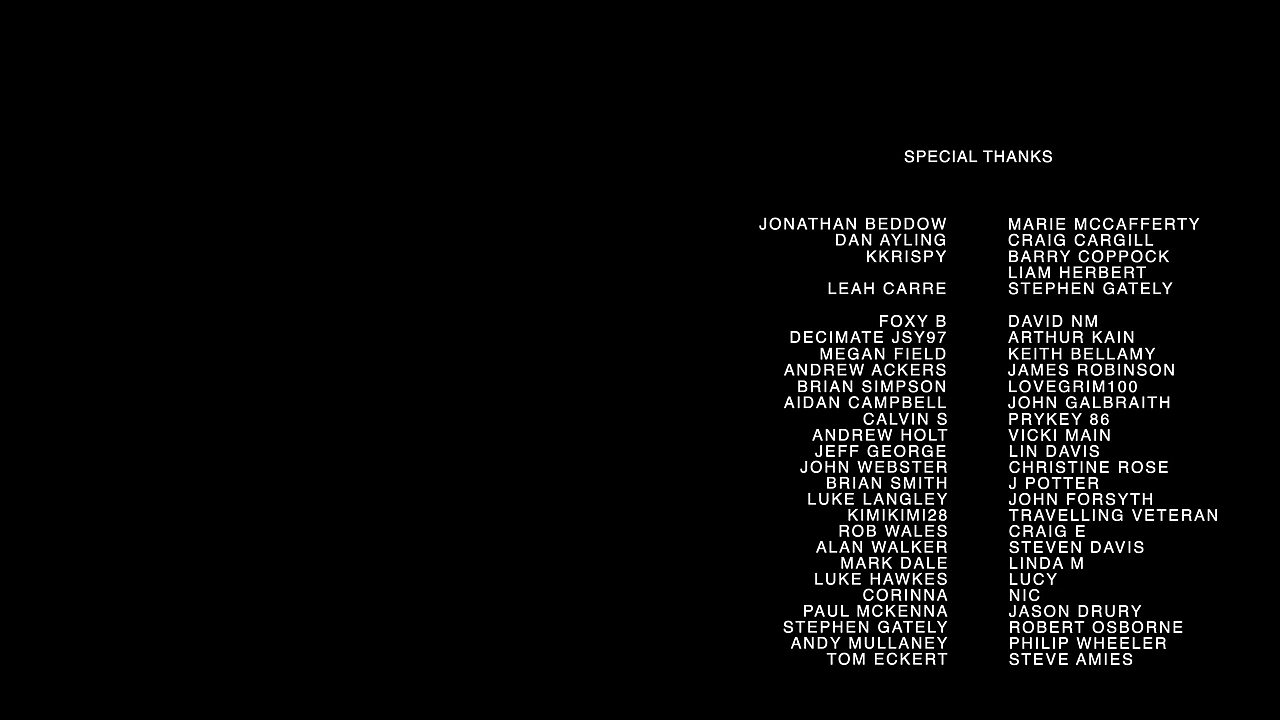 SPECIAL THANKS
JONATHAN BEDDOW MARIE MCCAFFERTY
DAN AYLING CRAIG CARGILL
KKRISPY BARRY COPPOCK
LIAM HERBERT
LEAH CARRE STEPHEN GATELY
FOXY B DAVID NM
DECIMATE JSY97 ARTHUR KAIN
MEGAN FIELD KEITH BELLAMY
ANDREW ACKERS JAMES ROBINSON
BRIAN SIMPSON LOVEGRIM100
AIDAN CAMPBELL JOHN GALBRAITH
CALVIN S PRYKEY 86
ANDREW HOLT VICKI MAIN
JEFF GEORGE LIN DAVIS
JOHN WEBSTER CHRISTINE ROSE
BRIAN SMITH J POTTER
LUKE LANGLEY JOHN FORSYTH
KIMIKIMI28 TRAVELLING VETERAN
ROB WALES CRAIG E
ALAN WALKER STEVEN DAVIS
MARK DALE LINDA M
LUKE HAWKES LUCY
CORINNA NIC
PAUL MCKENNA JASON DRURY
STEPHEN GATELY ROBERT OSBORNE
ANDY MULLANEY PHILIP WHEELER
TOM ECKERT STEVE AMIES